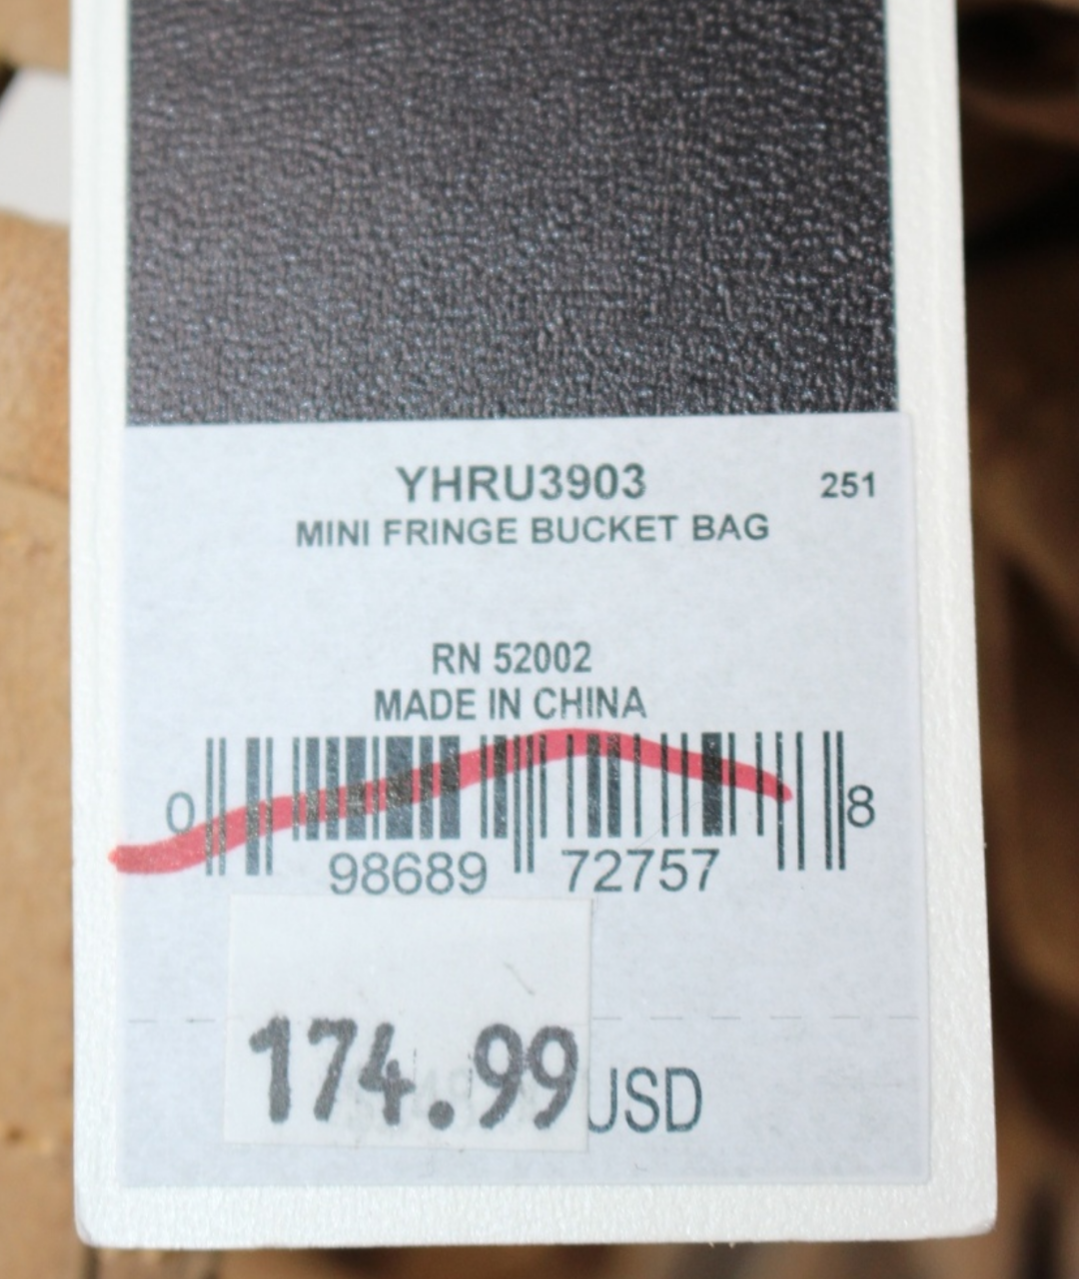 YHRU3903 251
MINI FRINGE BUCKET BAG
RN 52002
MADE IN CHINA
0 98689 72757 8
174.99 USD